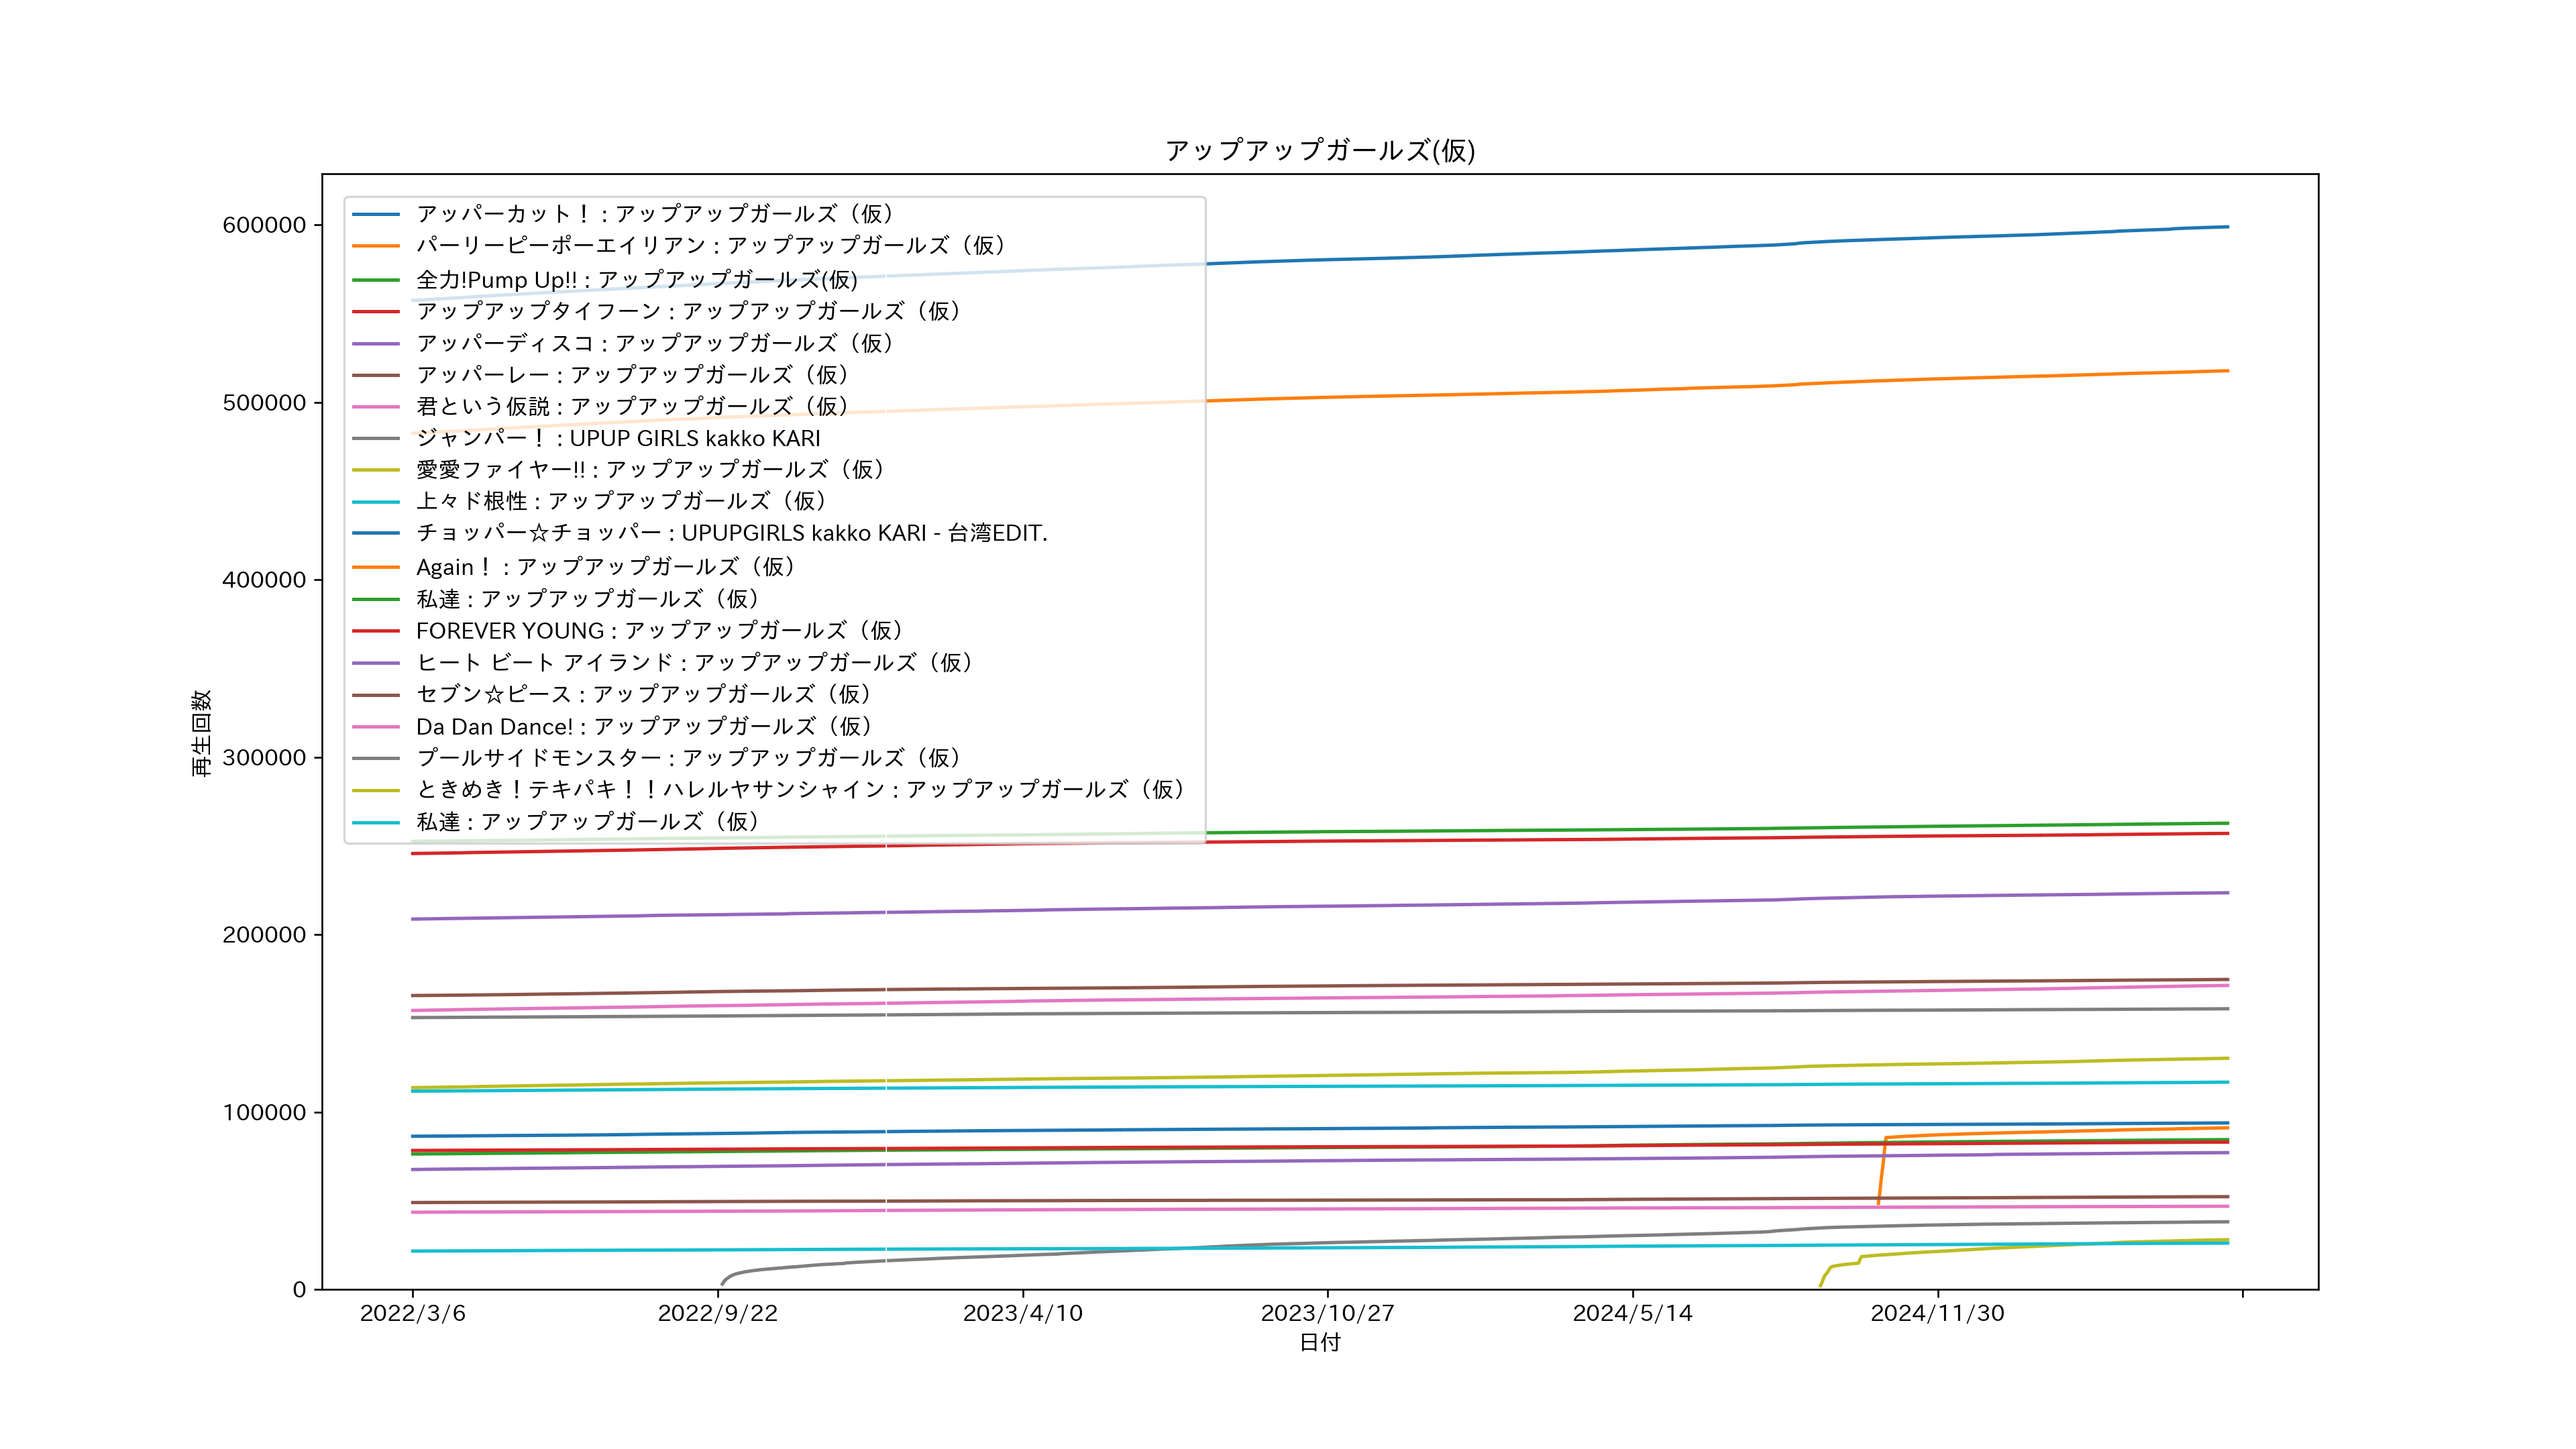 アップアップガールズ(仮)
600000
500000
400000
300000
200000
100000
0
再生回数
アッパーカット！ : アップアップガールズ（仮）
パーリーピーポーエイリアン : アップアップガールズ（仮）
全力!Pump Up!! : アップアップガールズ(仮)
アップアップタイフーン : アップアップガールズ（仮）
アッパーディスコ : アップアップガールズ（仮）
アッパーレー : アップアップガールズ（仮）
君という仮説 : アップアップガールズ（仮）
ジャンパー！ : UPUP GIRLS kakko KARI
愛愛ファイヤー!! : アップアップガールズ（仮）
上々ド根性 : アップアップガールズ（仮）
チョッパー☆チョッパー : UPUPGIRLS kakko KARI - 台湾EDIT.
Again！ : アップアップガールズ（仮）
私達 : アップアップガールズ（仮）
FOREVER YOUNG : アップアップガールズ（仮）
ヒート ビート アイランド : アップアップガールズ（仮）
セブン☆ピース : アップアップガールズ（仮）
Da Dan Dance! : アップアップガールズ（仮）
プールサイドモンスター : アップアップガールズ（仮）
ときめき！テキパキ！！ハレルヤサンシャイン : アップアップガールズ（仮）
私達 : アップアップガールズ（仮）
2022/3/6
2022/9/22
2023/4/10
2023/10/27
2024/5/14
2024/11/30
日付